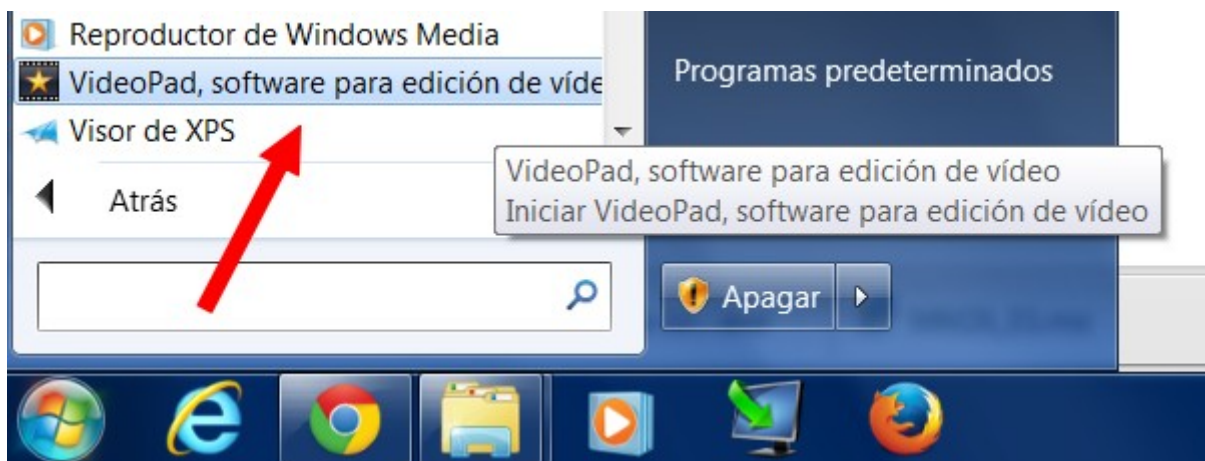 Reproductor de Windows Media
VideoPad, software para edición de víde
Visor de XPS
Atrás
Programas predeterminados
VideoPad, software para edición de vídeo
Iniciar VideoPad, software para edición de vídeo
Apagar